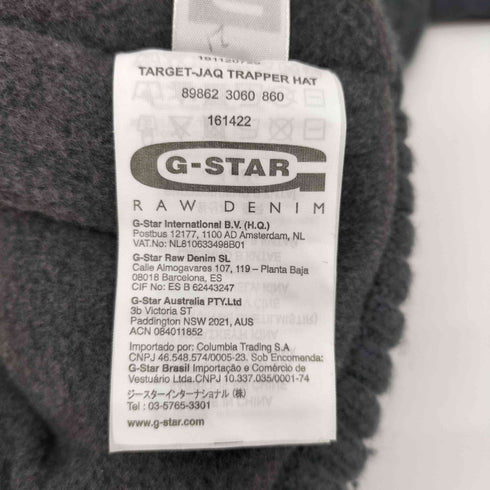 TARGET-JAQ TRAPPER HAT
89862 3060 860
161422
G-STAR
RAW DENIM
G-Star International B.V. (H.Q.)
Postbus 12177, 1100 AD Amsterdam, NL
VAT.No: NL810633498B01
G-Star Raw Denim SL
Calle Almogavares 107, 119 – Planta Baja
08018 Barcelona, ES
CIF No: ES B 62443247
G-Star Australia PTY.Ltd
3b Victoria ST
Paddington NSW 2021, AUS
ACN 084011852
Importado por: Columbia Trading S.A
CNPJ 46.548.574/0005-23. Sob Encomenda:
G-Star Brasil Importação e Comércio de
Vestuário Ltda.CNPJ 10.337.035/0001-74
ジースターインターナショナル (株)
Tel : 03-5765-3301
www.g-star.com